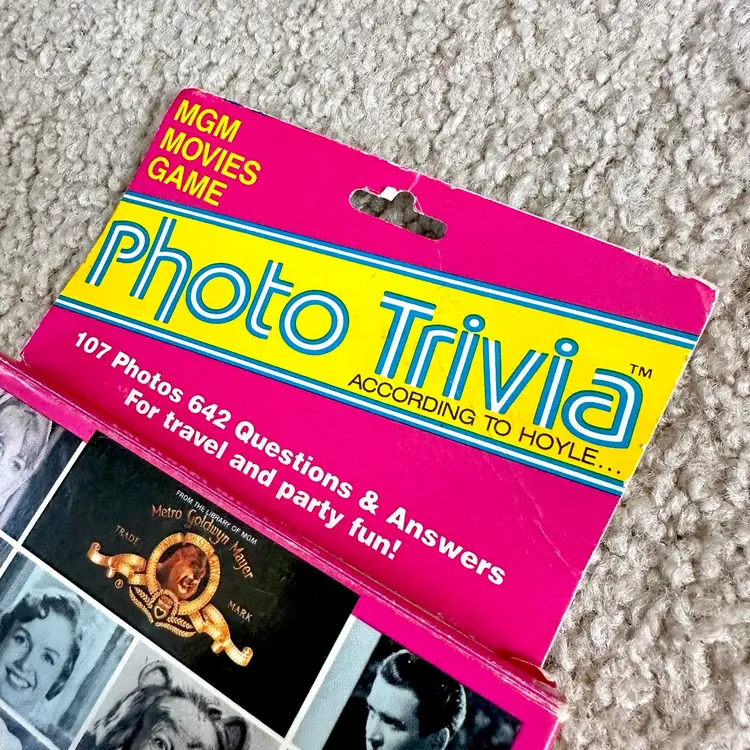 MGM
MOVIES
GAME
Photo Trivia™
ACCORDING TO HOYLE...
107 Photos 642 Questions & Answers
For travel and party fun!
FROM THE LIBRARY OF MGM
Metro Goldwyn Mayer
TRADE MARK
®